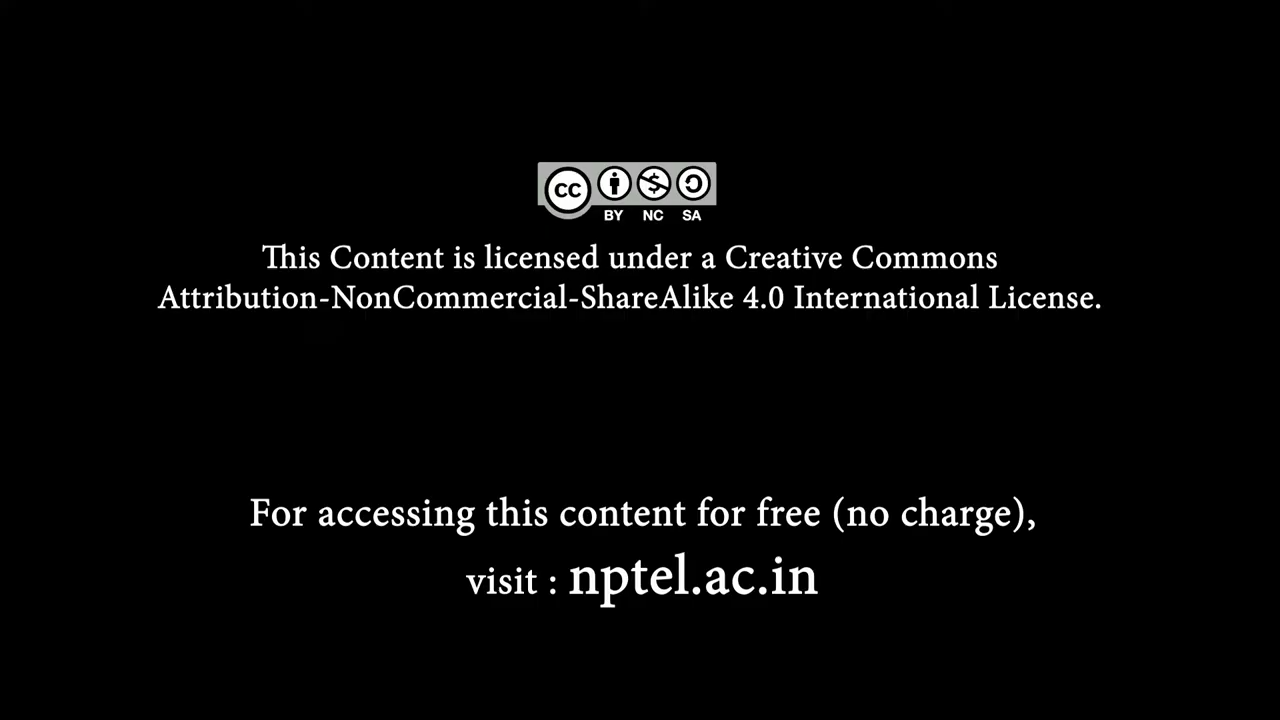 cc
BY NC SA
This Content is licensed under a Creative Commons
Attribution-NonCommercial-ShareAlike 4.0 International License.
For accessing this content for free (no charge),
visit : nptel.ac.in